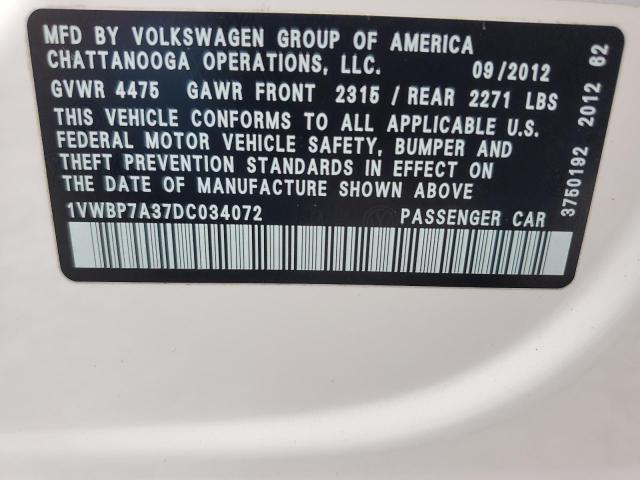 MFD BY VOLKSWAGEN GROUP OF AMERICA
CHATTANOOGA OPERATIONS, LLC. 09/2012
GVWR 4475 GAWR FRONT 2315 / REAR 2271 LBS
THIS VEHICLE CONFORMS TO ALL APPLICABLE U.S.
FEDERAL MOTOR VEHICLE SAFETY, BUMPER AND
THEFT PREVENTION STANDARDS IN EFFECT ON
THE DATE OF MANUFACTURE SHOWN ABOVE
1VWBP7A37DC034072 PASSENGER CAR
3750192 2012 62